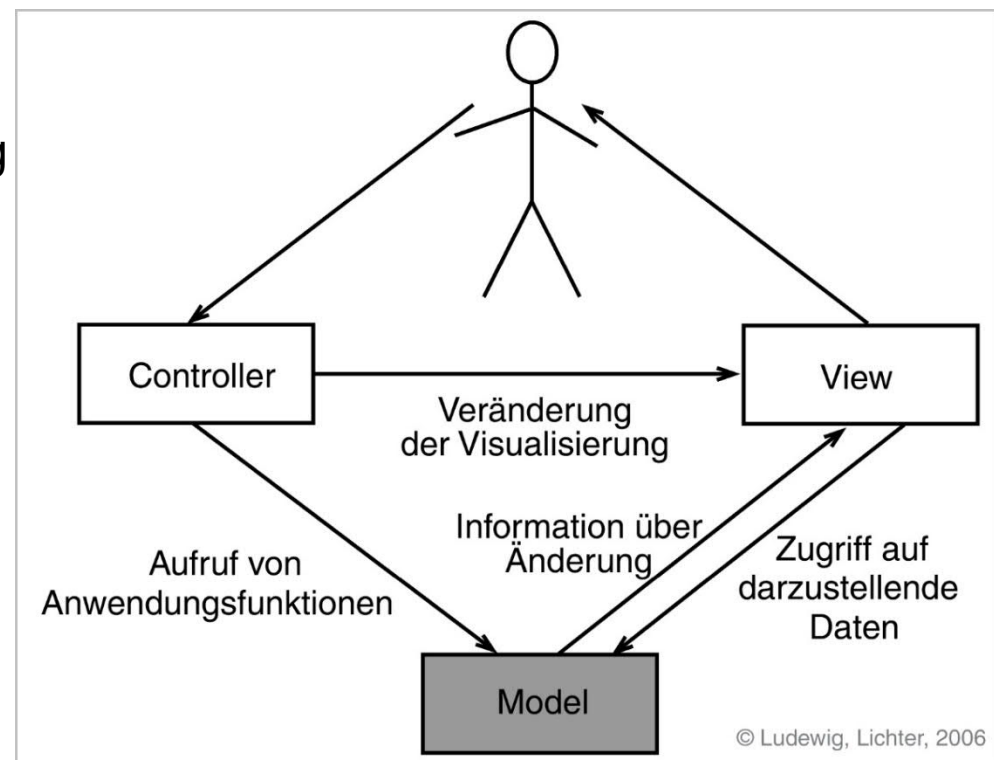 Controller
View
Veränderung
der Visualisierung
Information über
Änderung
Zugriff auf
darzustellende
Daten
Aufruf von
Anwendungsfunktionen
Model
© Ludewig, Lichter, 2006